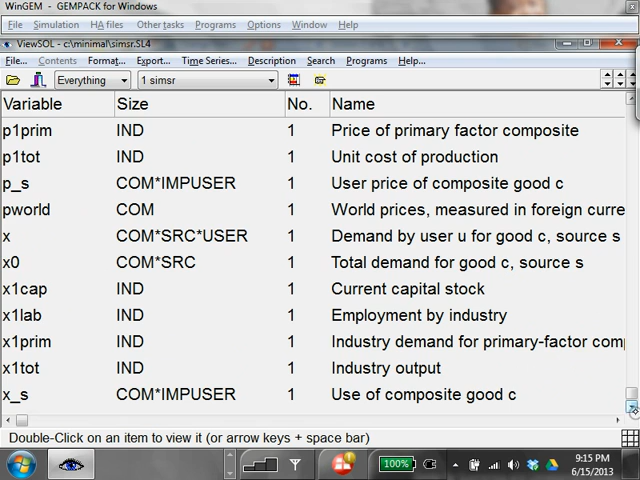 WinGEM - GEMPACK for Windows
File Simulation HA files Other tasks Programs Options Window Help
ViewSOL - c:\minimal\simsr.SL4
File... Contents Format... Export... Time Series... Description Search Programs Help...
Everything 1 simsr
Variable Size No. Name
p1prim IND 1 Price of primary factor composite
p1tot IND 1 Unit cost of production
p_s COM*IMPUSER 1 User price of composite good c
pworld COM 1 World prices, measured in foreign curre
x COM*SRC*USER 1 Demand by user u for good c, source s
x0 COM*SRC 1 Total demand for good c, source s
x1cap IND 1 Current capital stock
x1lab IND 1 Employment by industry
x1prim IND 1 Industry demand for primary-factor com
x1tot IND 1 Industry output
x_s COM*IMPUSER 1 Use of composite good c
Double-Click on an item to view it (or arrow keys + space bar)
100% 9:15 PM
6/15/2013